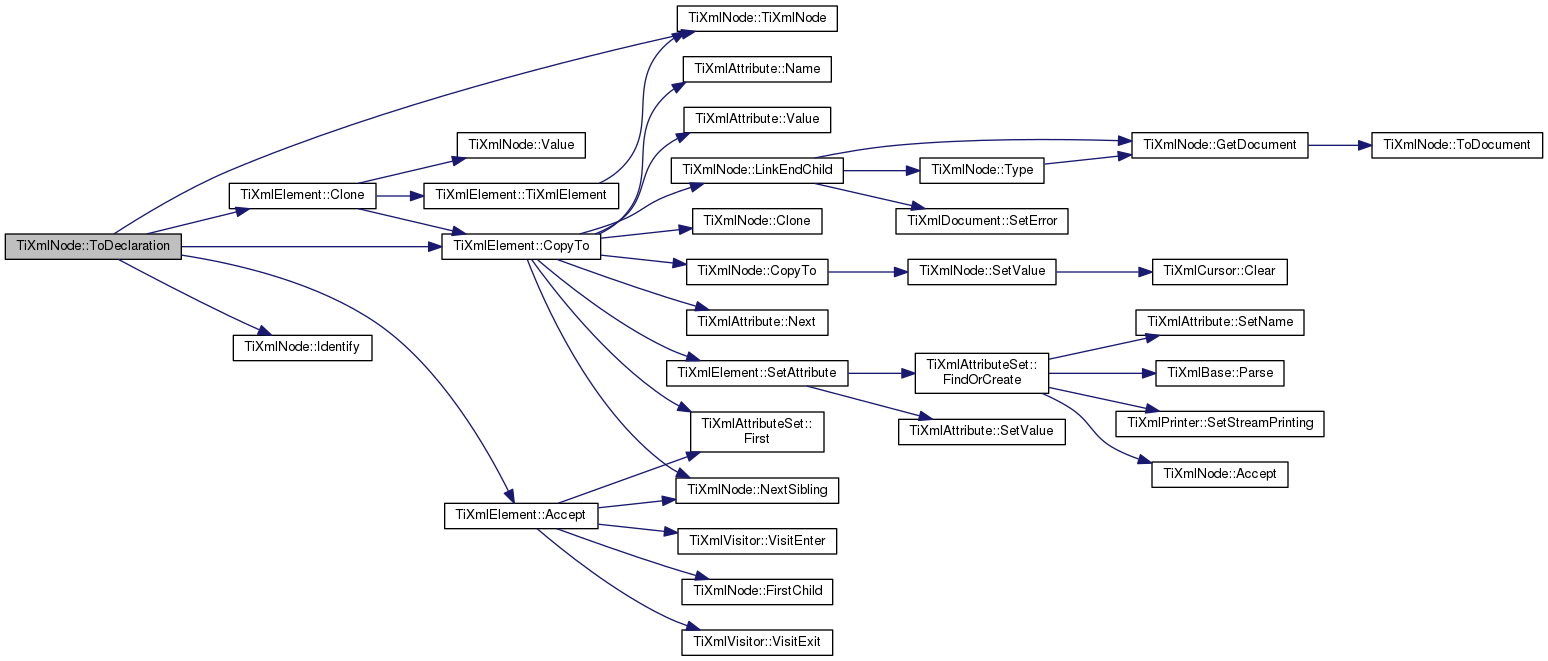 TiXmlNode::TiXmlNode
TiXmlAttribute::Name
TiXmlAttribute::Value
TiXmlNode::Value
TiXmlNode::GetDocument
TiXmlNode::ToDocument
TiXmlNode::LinkEndChild
TiXmlNode::Type
TiXmlElement::Clone
TiXmlElement::TiXmlElement
TiXmlNode::Clone
TiXmlDocument::SetError
TiXmlNode::ToDeclaration
TiXmlElement::CopyTo
TiXmlNode::CopyTo
TiXmlNode::SetValue
TiXmlCursor::Clear
TiXmlAttribute::Next
TiXmlAttribute::SetName
TiXmlNode::Identify
TiXmlElement::SetAttribute
TiXmlAttributeSet::
FindOrCreate
TiXmlBase::Parse
TiXmlAttributeSet::
First
TiXmlAttribute::SetValue
TiXmlPrinter::SetStreamPrinting
TiXmlNode::Accept
TiXmlNode::NextSibling
TiXmlElement::Accept
TiXmlVisitor::VisitEnter
TiXmlNode::FirstChild
TiXmlVisitor::VisitExit